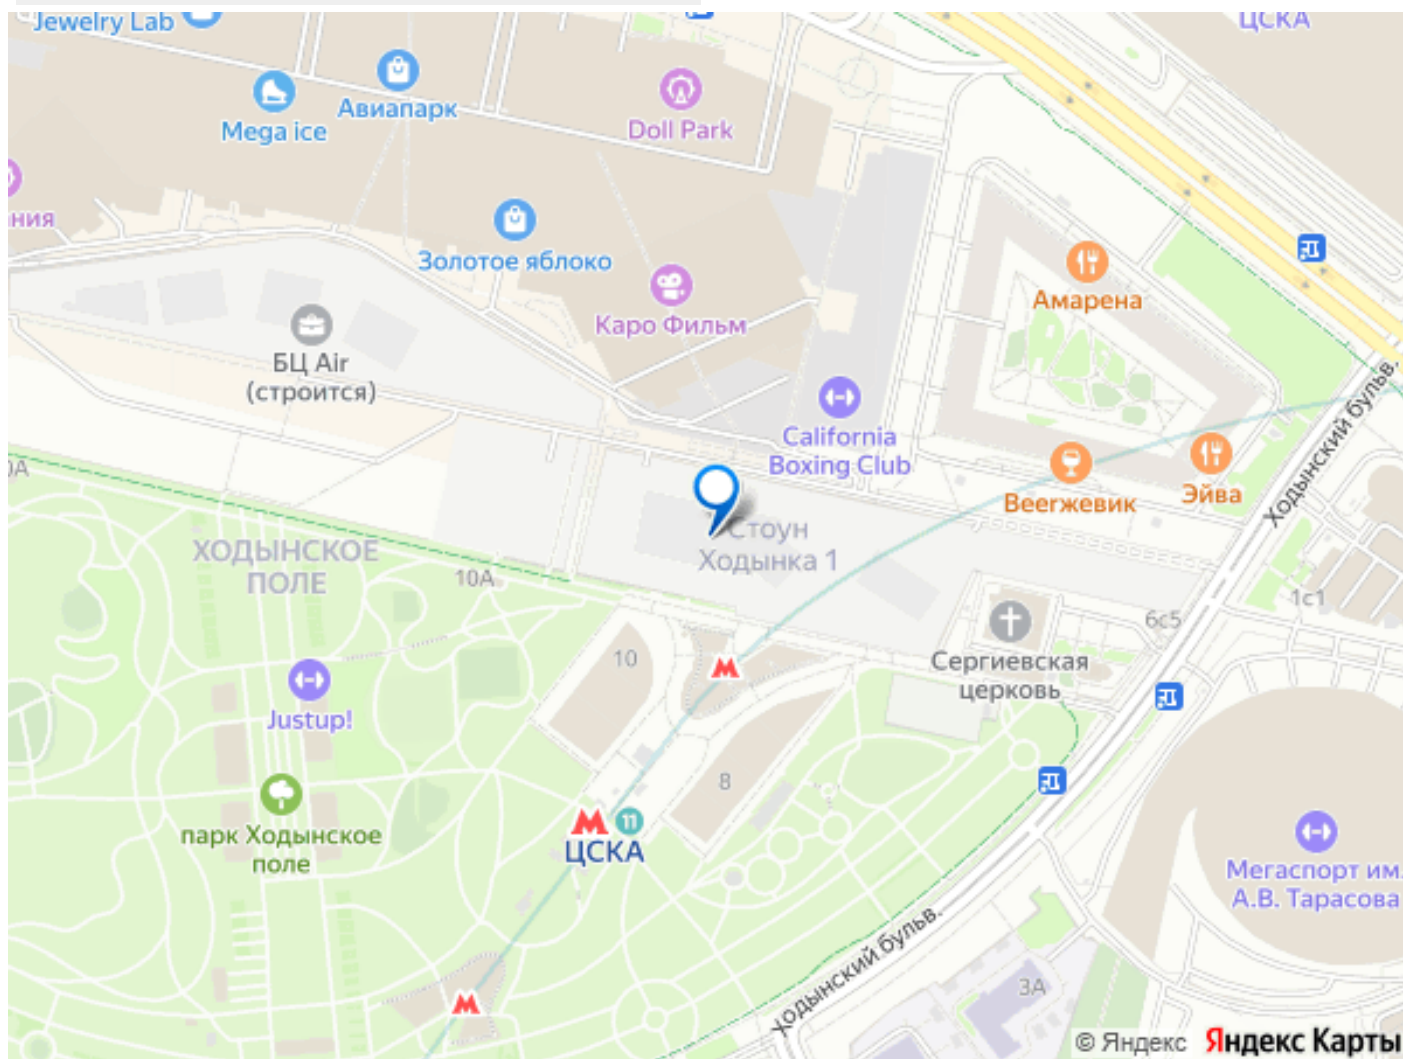 Jewelry Lab
ЦСКА
Авиапарк
Mega ice
Doll Park
ния
Золотое яблоко
Каро Фильм
Амарена
БЦ Air
(строится)
California
Boxing Club
Ходынский бульв.
0А
Beerжевик
Эйва
Стоун
Ходынка 1
ХОДЫНСКОЕ
ПОЛЕ
10А
1с1
6с5
10
Сергиевская
церковь
Justup!
8
парк Ходынское
поле
11
ЦСКА
Мегаспорт им.
А.В. Тарасова
Ходынский бульв.
3А
© Яндекс Яндекс Карты